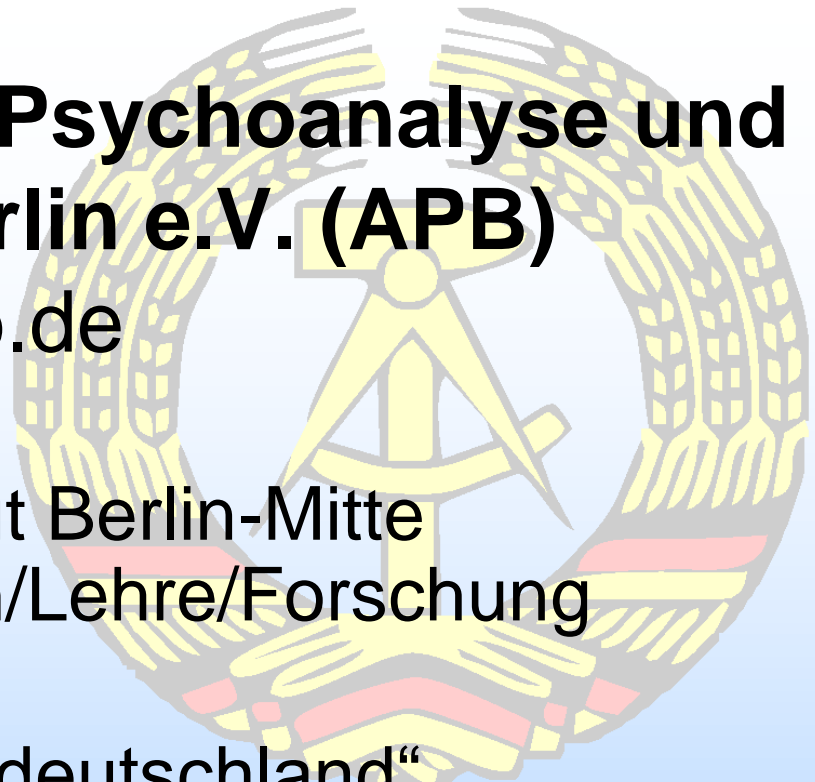 Psychoanalyse und
rlin e.V. (APB)
.de
t Berlin-Mitte
/Lehre/Forschung
deutschland“